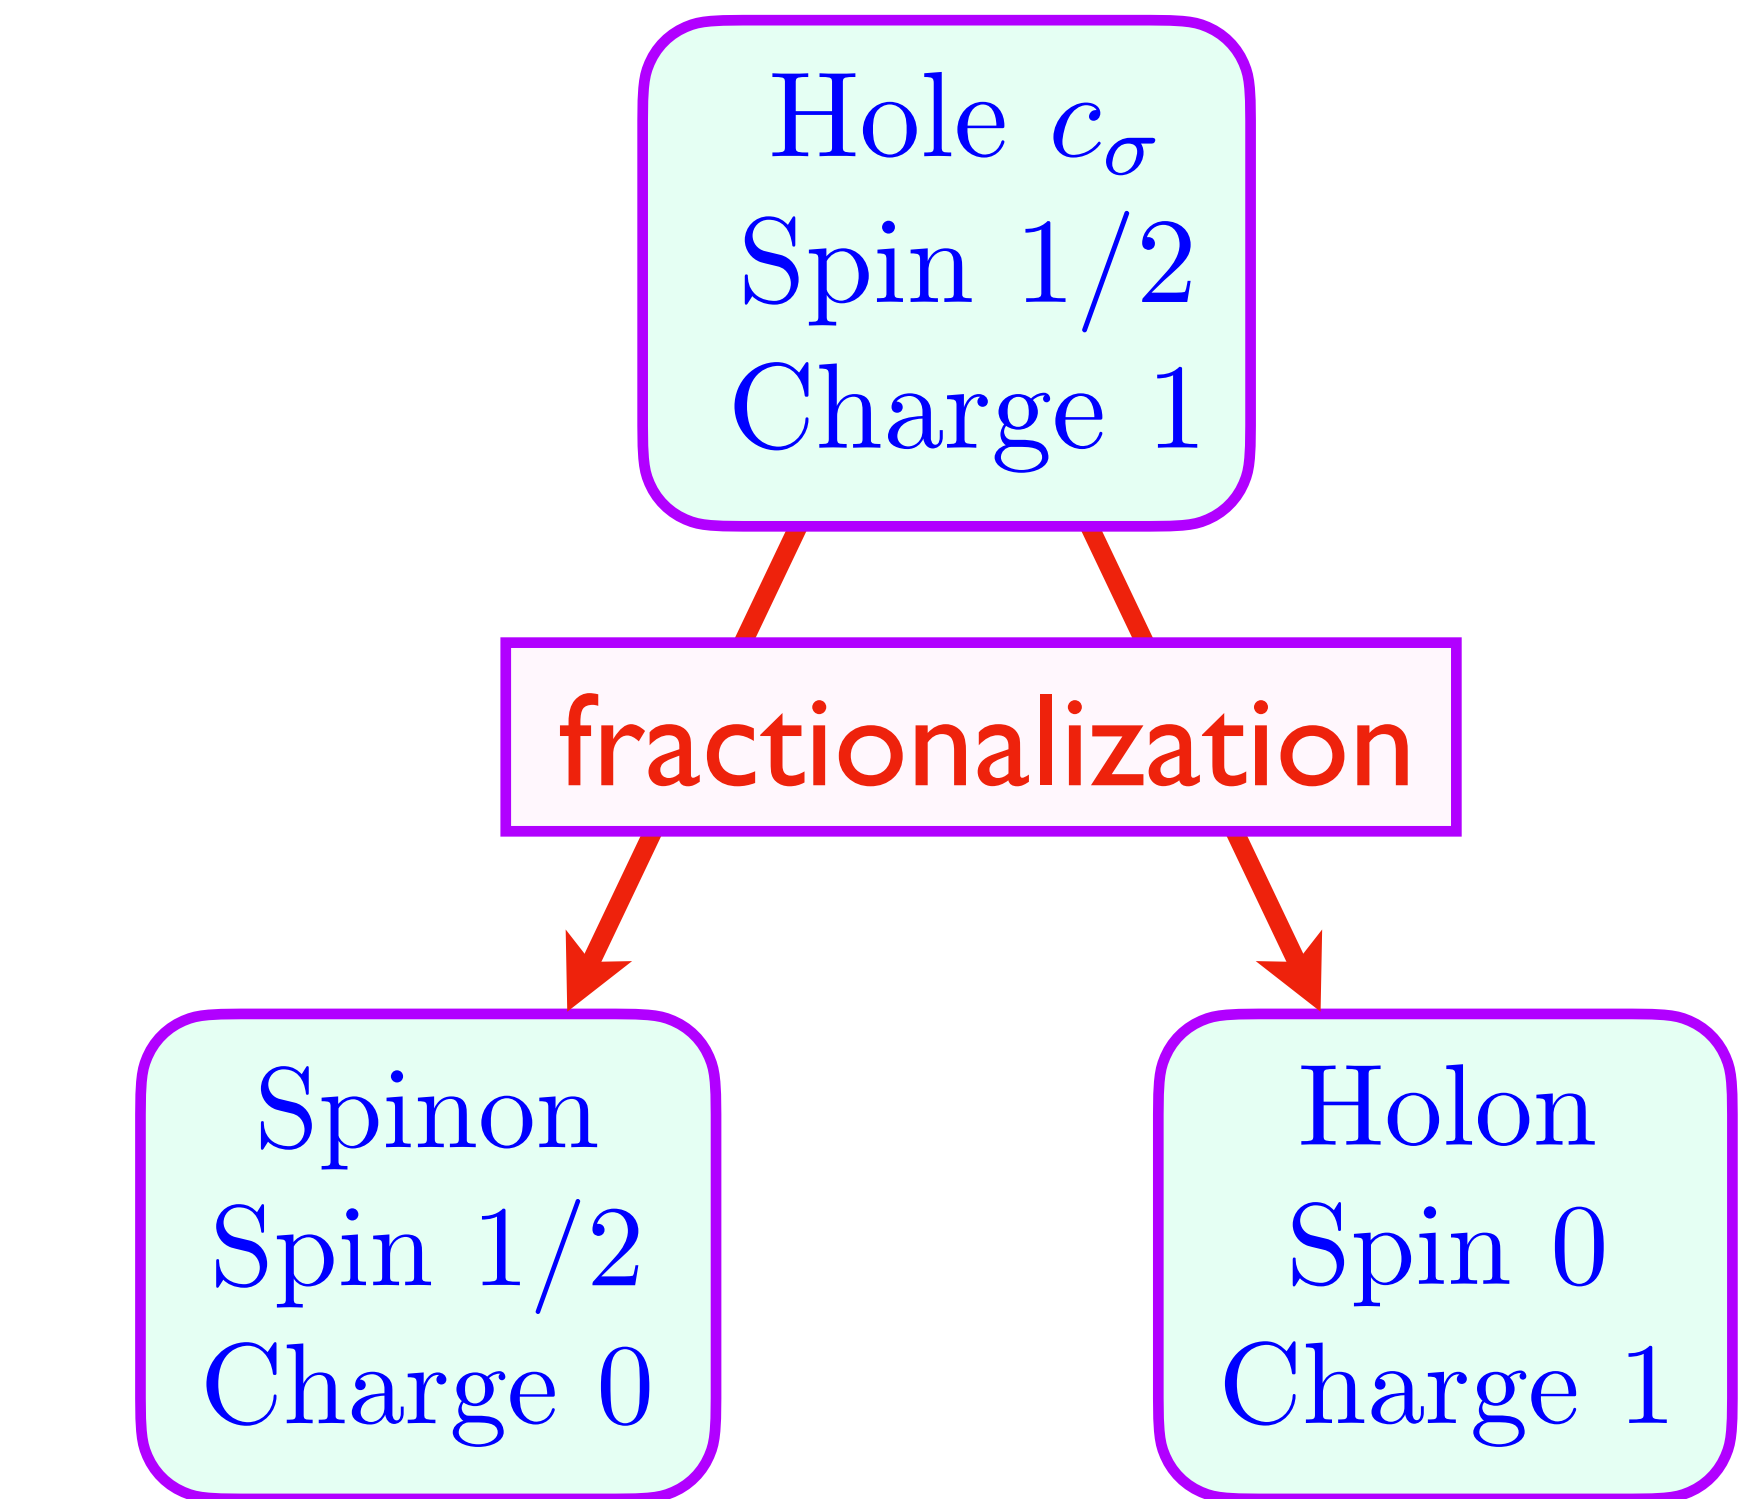 Hole c_σ
Spin 1/2
Charge 1
fractionalization
Spinon
Spin 1/2
Charge 0
Holon
Spin 0
Charge 1